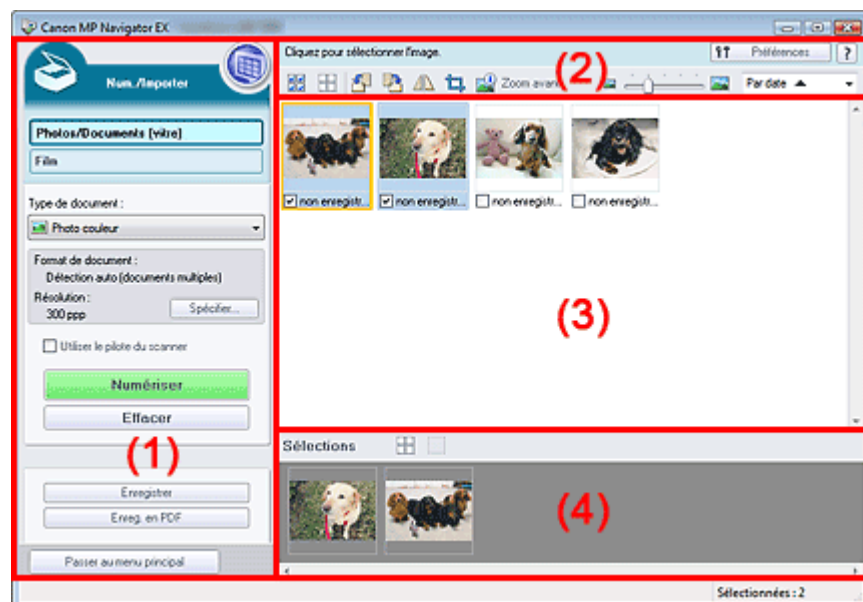 Canon MP Navigator EX
Num./Importer
Photos/Documents (vitre)
Film
Type de document :
Photo couleur
Format de document :
Détection auto (documents multiples)
Résolution :
300 ppp
Spécifier...
Utiliser le pilote du scanner
Numériser
Effacer
(1)
Enregistrer
Enreg. en PDF
Passer au menu principal
Cliquez pour sélectionner l'image.
(2)
Préférences
?
Zoom avant
Par date
non enregistr...
non enregistr...
non enregistr...
non enregistr...
(3)
Sélections
(4)
Sélectionnées : 2